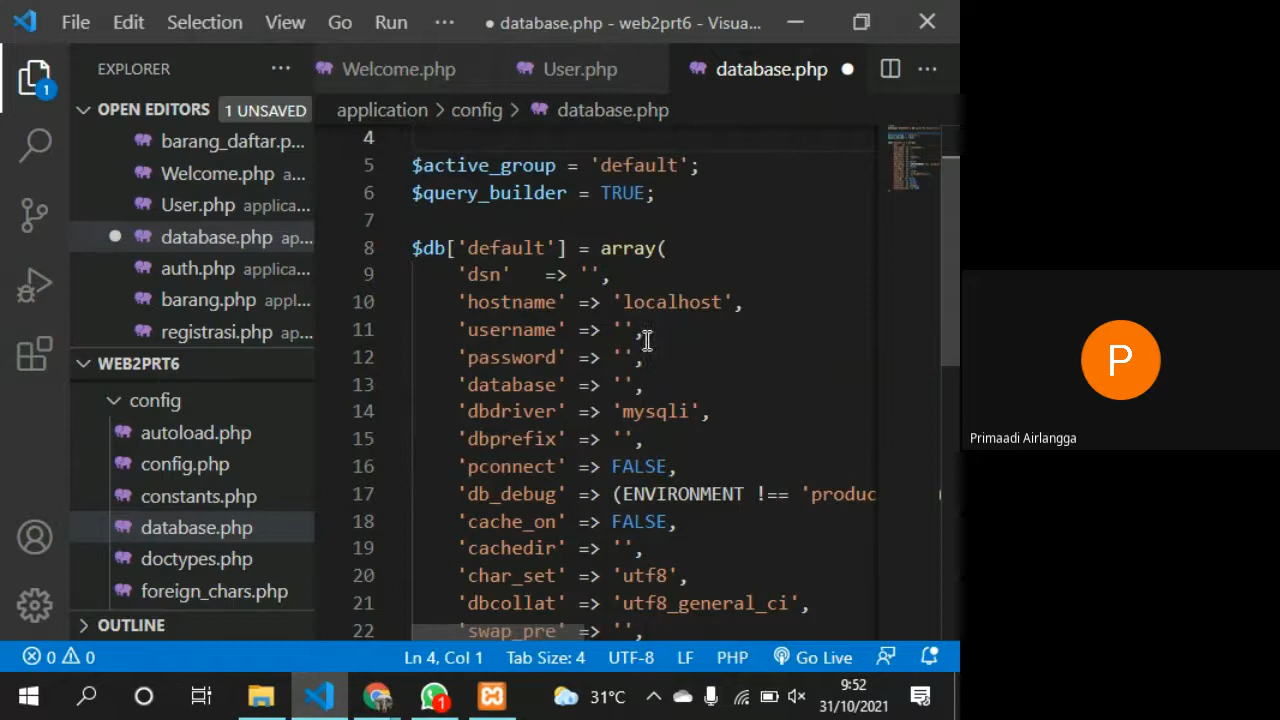 File Edit Selection View Go Run ··· ● database.php - web2prt6 - Visua...
EXPLORER ···
Welcome.php User.php database.php ●
OPEN EDITORS 1 UNSAVED
application > config > database.php
barang_daftar.p...
Welcome.php a...
User.php applica...
database.php ap...
auth.php applica...
barang.php appl...
registrasi.php ap...
WEB2PRT6
config
autoload.php
config.php
constants.php
database.php
doctypes.php
foreign_chars.php
OUTLINE
4
5 $active_group = 'default';
6 $query_builder = TRUE;
7
8 $db['default'] = array(
9 'dsn' => '',
10 'hostname' => 'localhost',
11 'username' => '',
12 'password' => '',
13 'database' => '',
14 'dbdriver' => 'mysqli',
15 'dbprefix' => '',
16 'pconnect' => FALSE,
17 'db_debug' => (ENVIRONMENT !== 'produc
18 'cache_on' => FALSE,
19 'cachedir' => '',
20 'char_set' => 'utf8',
21 'dbcollat' => 'utf8_general_ci',
22 'swap_pre' => '',
1
P
Primaadi Airlangga
0 0 Ln 4, Col 1 Tab Size: 4 UTF-8 LF PHP Go Live
1 31°C 9:52
31/10/2021